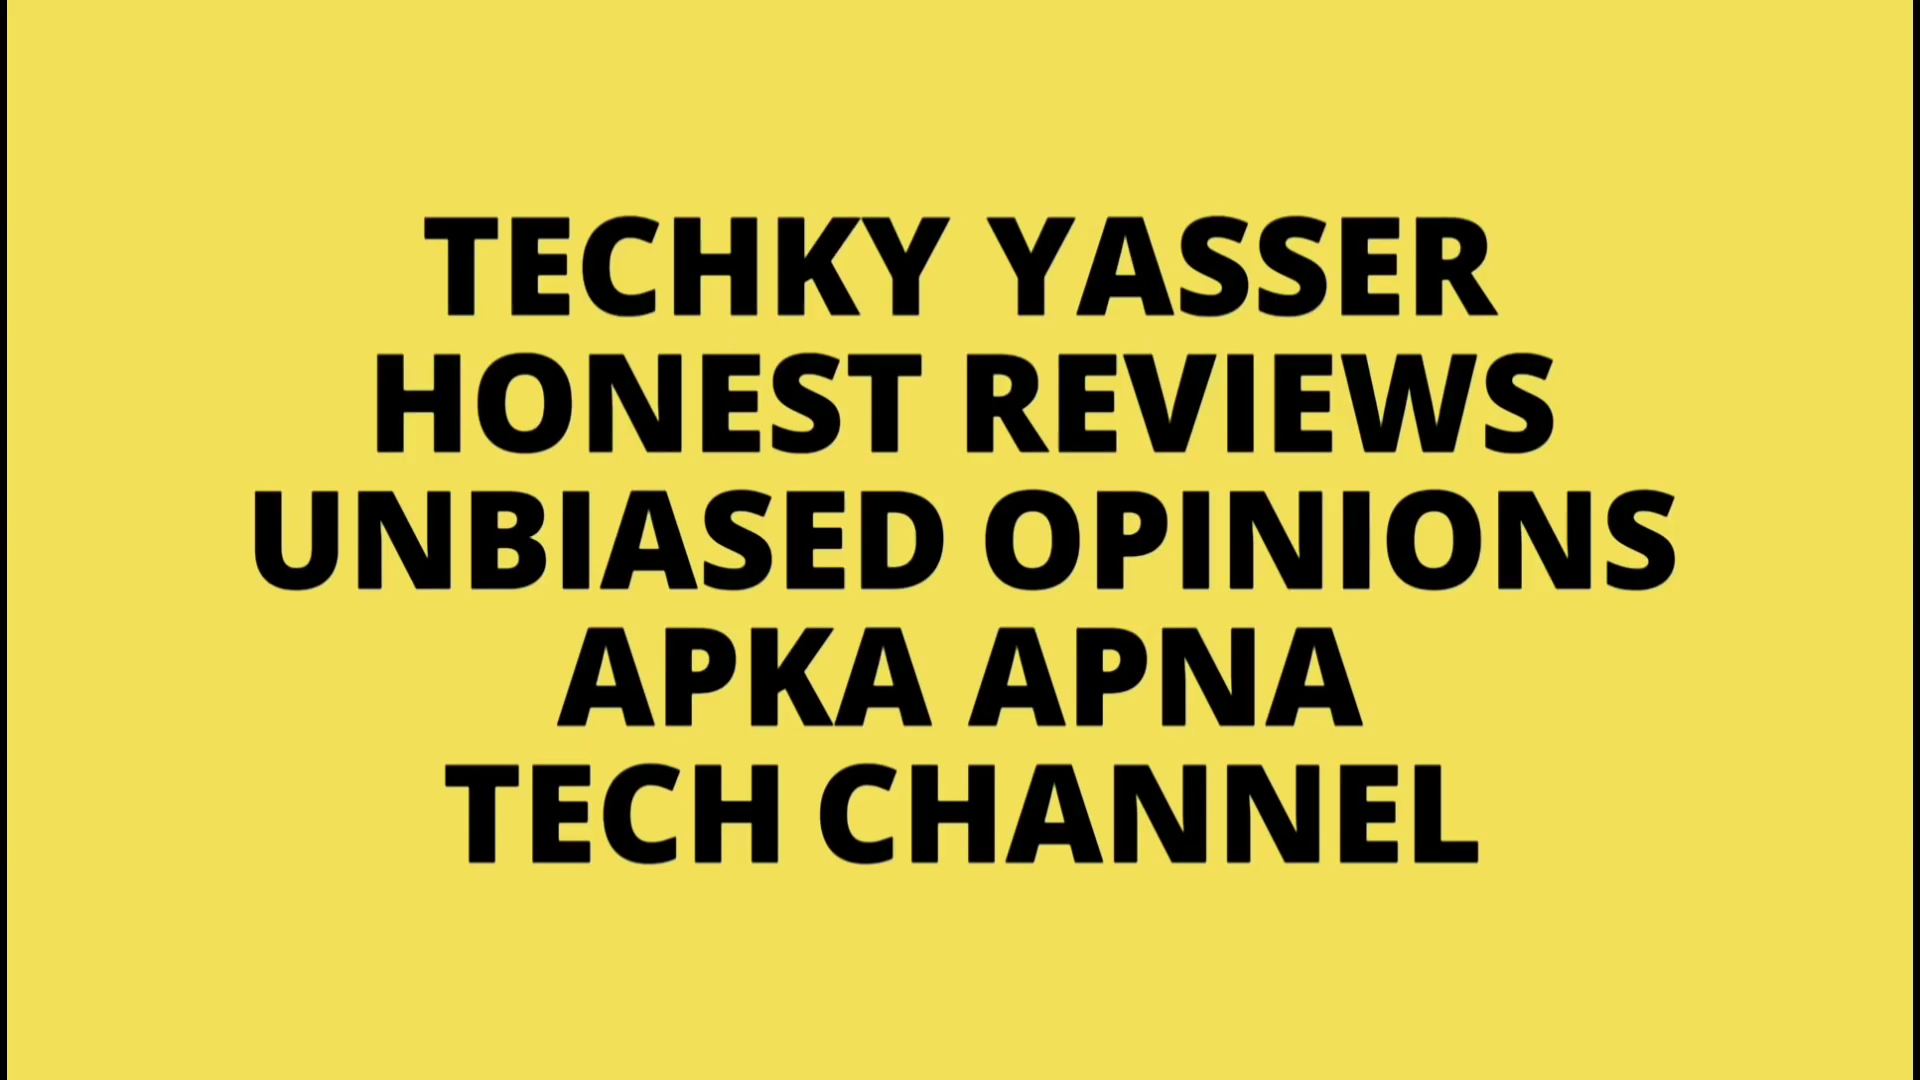 TECHKY YASSER
HONEST REVIEWS
UNBIASED OPINIONS
APKA APNA
TECH CHANNEL